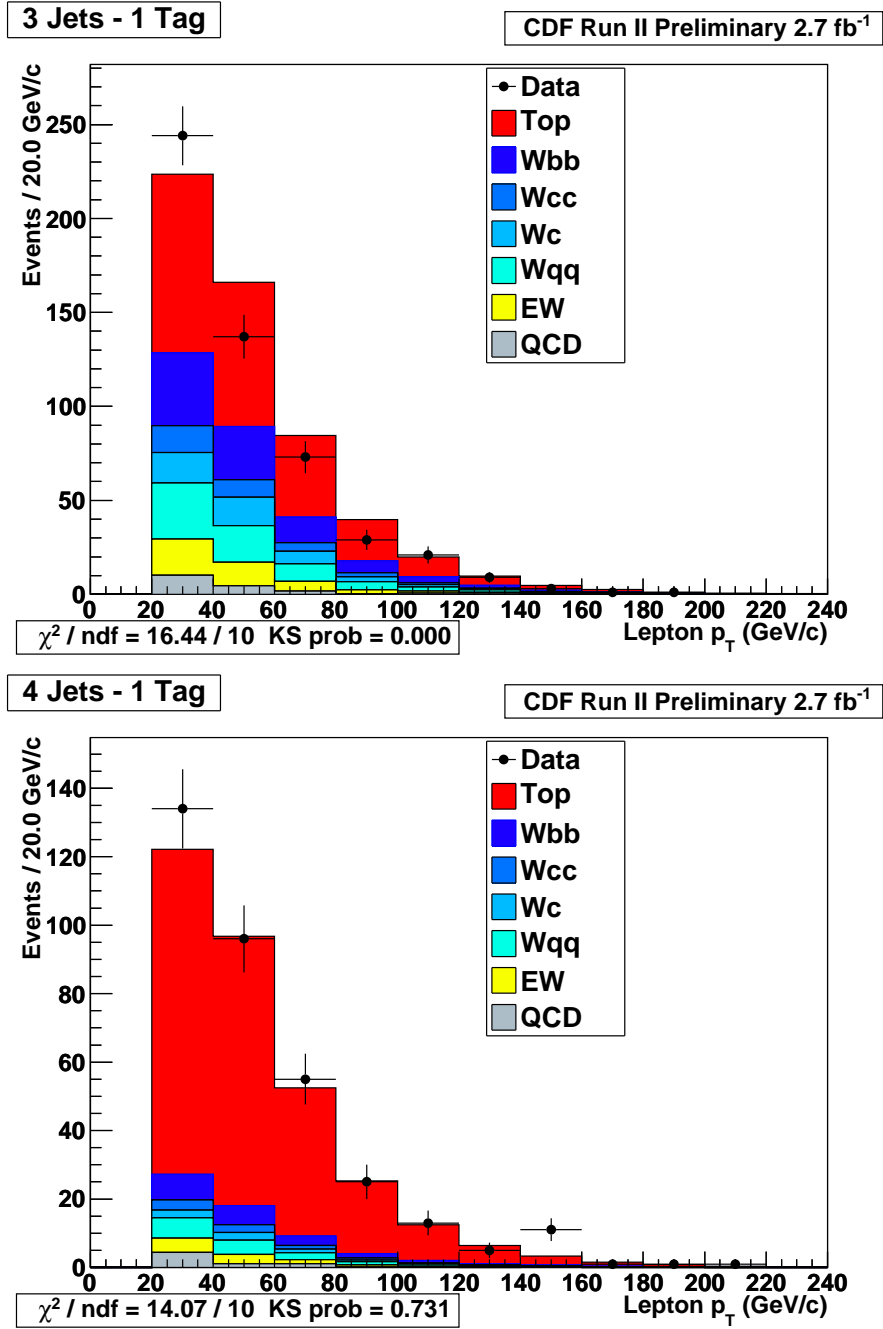 3 Jets - 1 Tag
CDF Run II Preliminary 2.7 fb⁻¹
Events / 20.0 GeV/c
250
200
150
100
50
0
Data
Top
Wbb
Wcc
Wc
Wqq
EW
QCD
0 20 40 60 80 100 120 140 160 180 200 220 240
Lepton p_T (GeV/c)
χ² / ndf = 16.44 / 10 KS prob = 0.000
4 Jets - 1 Tag
CDF Run II Preliminary 2.7 fb⁻¹
Events / 20.0 GeV/c
140
120
100
80
60
40
20
0
Data
Top
Wbb
Wcc
Wc
Wqq
EW
QCD
0 20 40 60 80 100 120 140 160 180 200 220 240
Lepton p_T (GeV/c)
χ² / ndf = 14.07 / 10 KS prob = 0.731